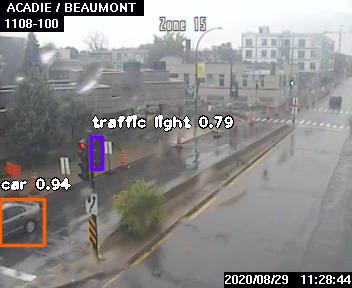 ACADIE / BEAUMONT
1108-100
Zone 15
traffic light 0.79
car 0.94
2020/08/29 11:28:44